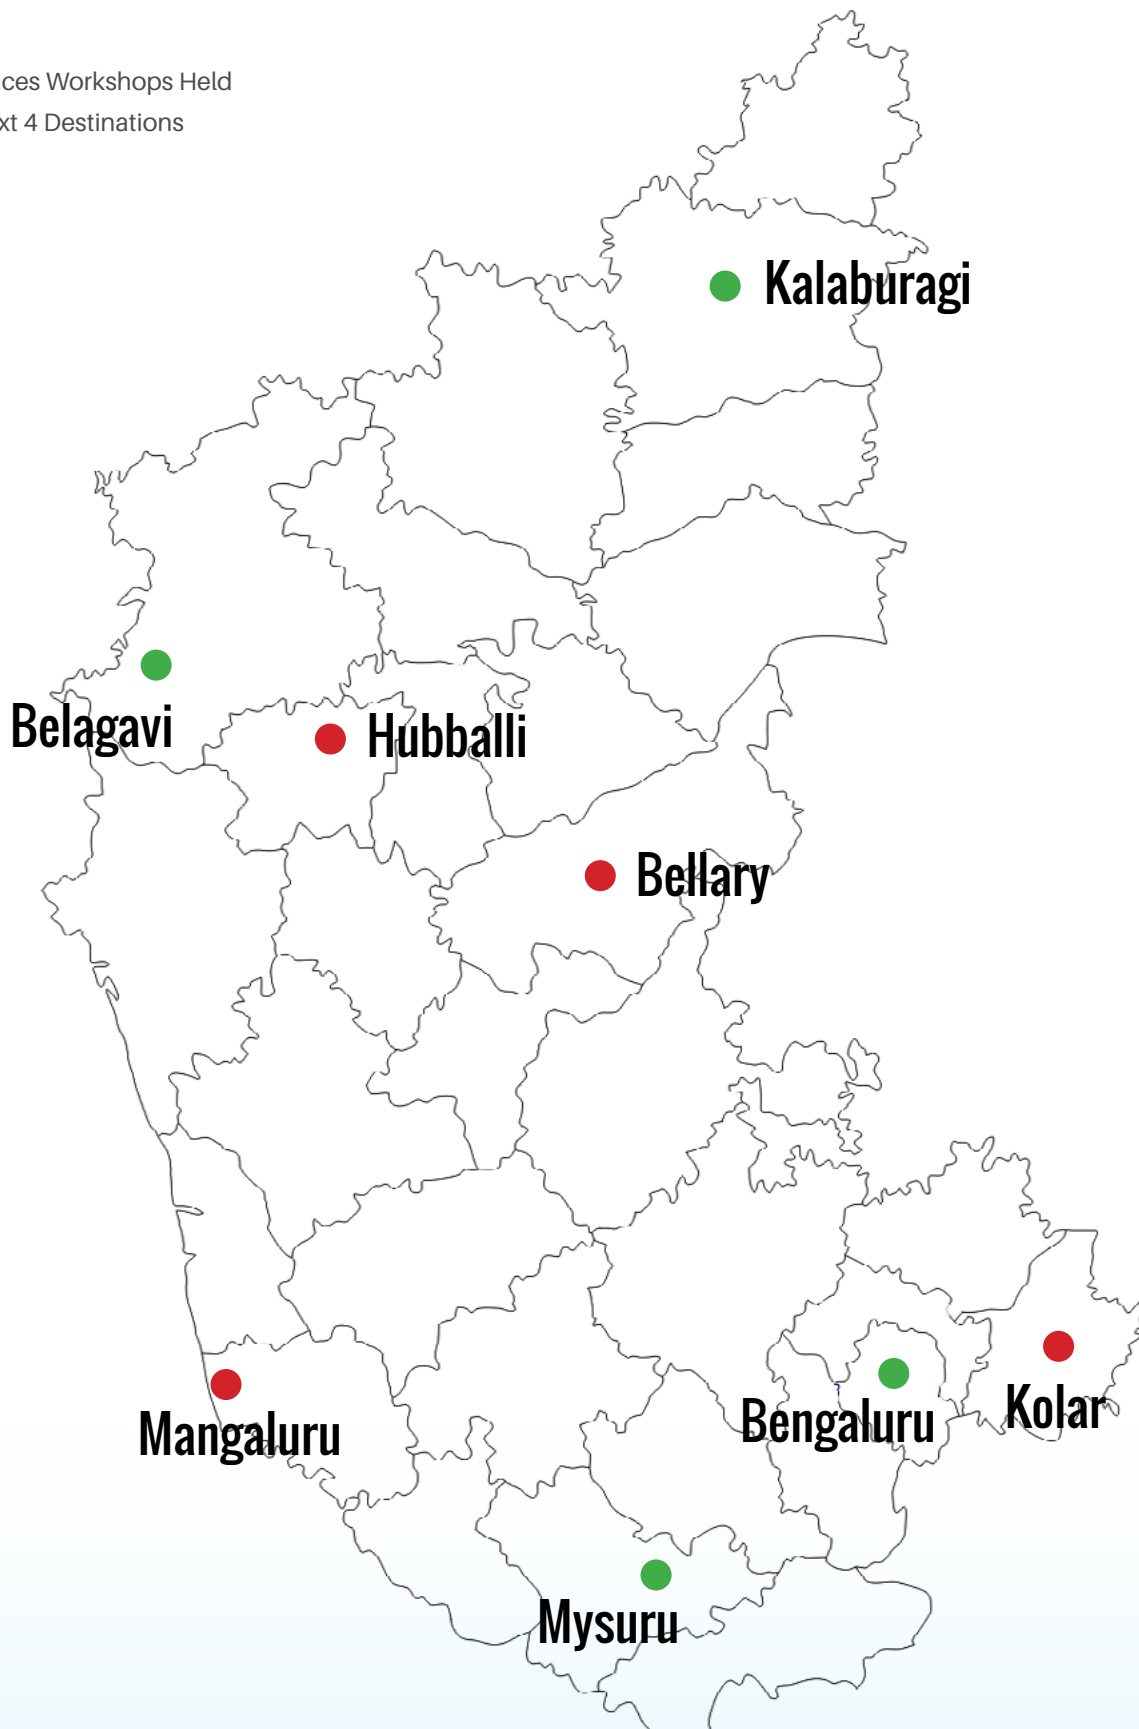 ces Workshops Held
xt 4 Destinations
Kalaburagi
Belagavi
Hubballi
Bellary
Kolar
Bengaluru
Mangaluru
Mysuru